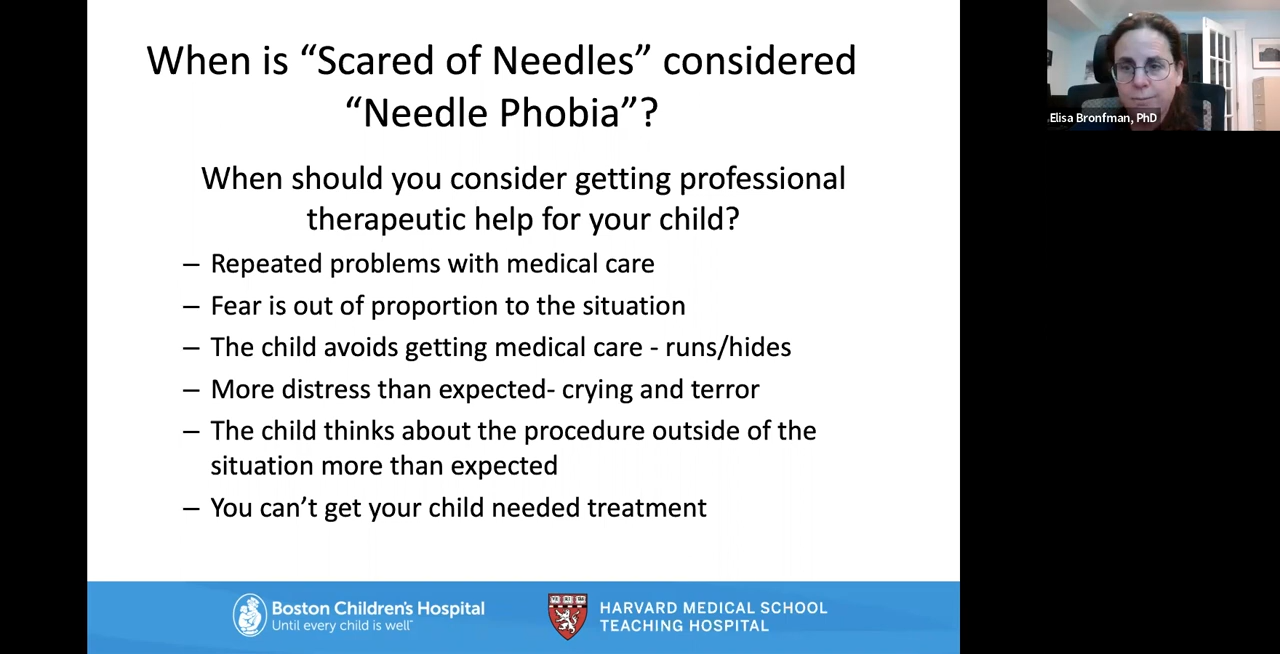 When is “Scared of Needles” considered
“Needle Phobia”?
When should you consider getting professional
therapeutic help for your child?
– Repeated problems with medical care
– Fear is out of proportion to the situation
– The child avoids getting medical care - runs/hides
– More distress than expected- crying and terror
– The child thinks about the procedure outside of the
situation more than expected
– You can’t get your child needed treatment
Boston Children's Hospital
Until every child is well™
HARVARD MEDICAL SCHOOL
TEACHING HOSPITAL
Elisa Bronfman, PhD